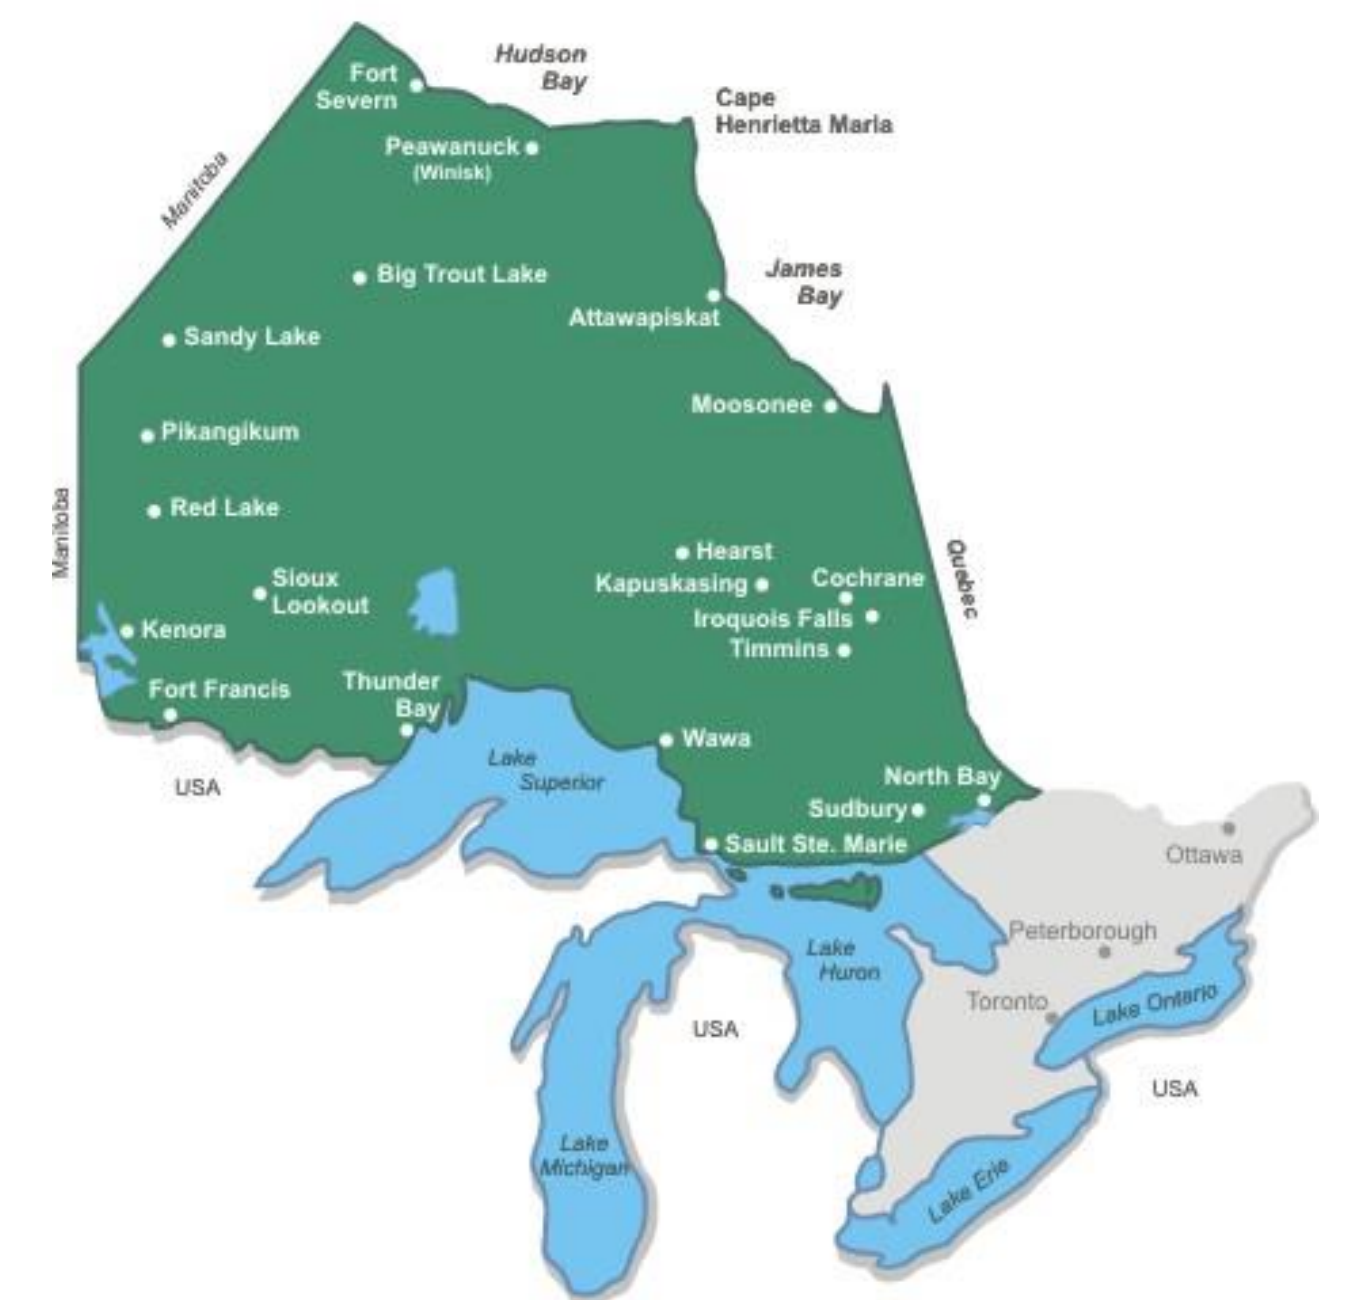 Hudson
Bay
Fort
Severn
Cape
Henrietta Maria
Peawanuck
(Winisk)
Manitoba
Big Trout Lake
James
Bay
Attawapiskat
Sandy Lake
Moosonee
Pikangikum
Manitoba
Red Lake
Hearst
Quebec
Sioux
Lookout
Kapuskasing
Cochrane
Iroquois Falls
Kenora
Timmins
Fort Francis
Thunder
Bay
Wawa
Lake
Superior
USA
North Bay
Sudbury
Sault Ste. Marie
Ottawa
Peterborough
Lake
Huron
Toronto
Lake Ontario
USA
USA
Lake
Michigan
Lake Erie